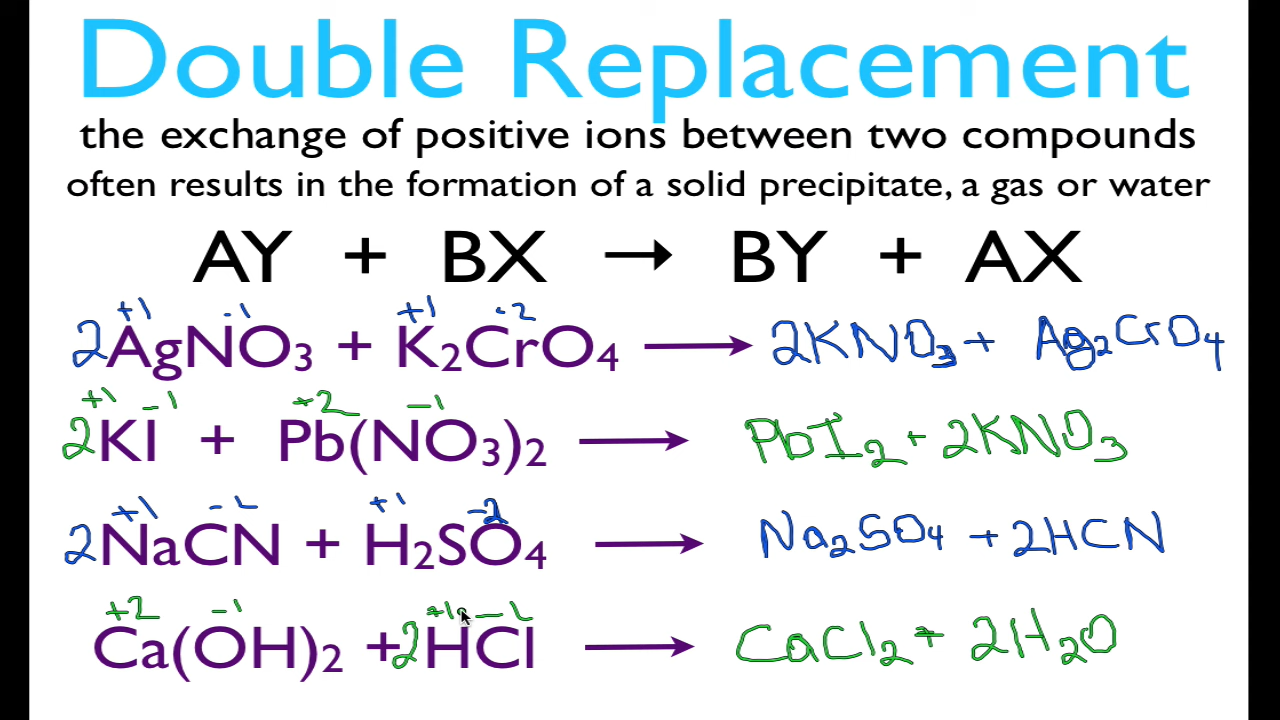 Double Replacement
the exchange of positive ions between two compounds
often results in the formation of a solid precipitate, a gas or water
AY + BX → BY + AX
+1 -1 +1 -2
2AgNO3 + K2CrO4 → 2KNO3 + Ag2CrO4
+1 -1 +2 -1
2KI + Pb(NO3)2 → PbI2 + 2KNO3
+1 -1 +1 -2
2NaCN + H2SO4 → Na2SO4 + 2HCN
+2 -1 +1 -1
Ca(OH)2 + 2HCl → CaCl2 + 2H2O